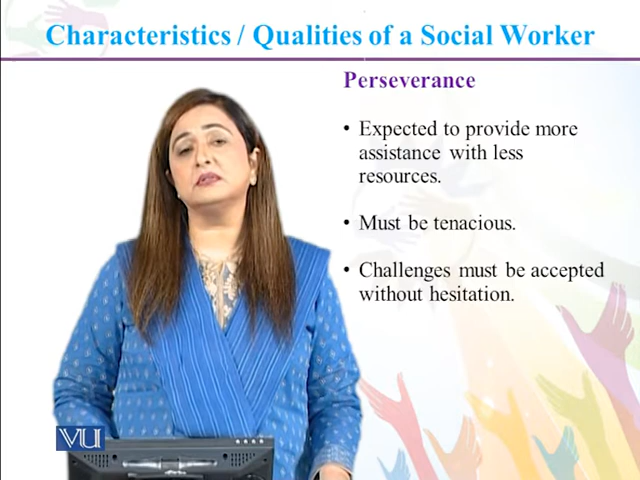 Characteristics / Qualities of a Social Worker
Perseverance
• Expected to provide more
assistance with less
resources.
• Must be tenacious.
• Challenges must be accepted
without hesitation.
VU